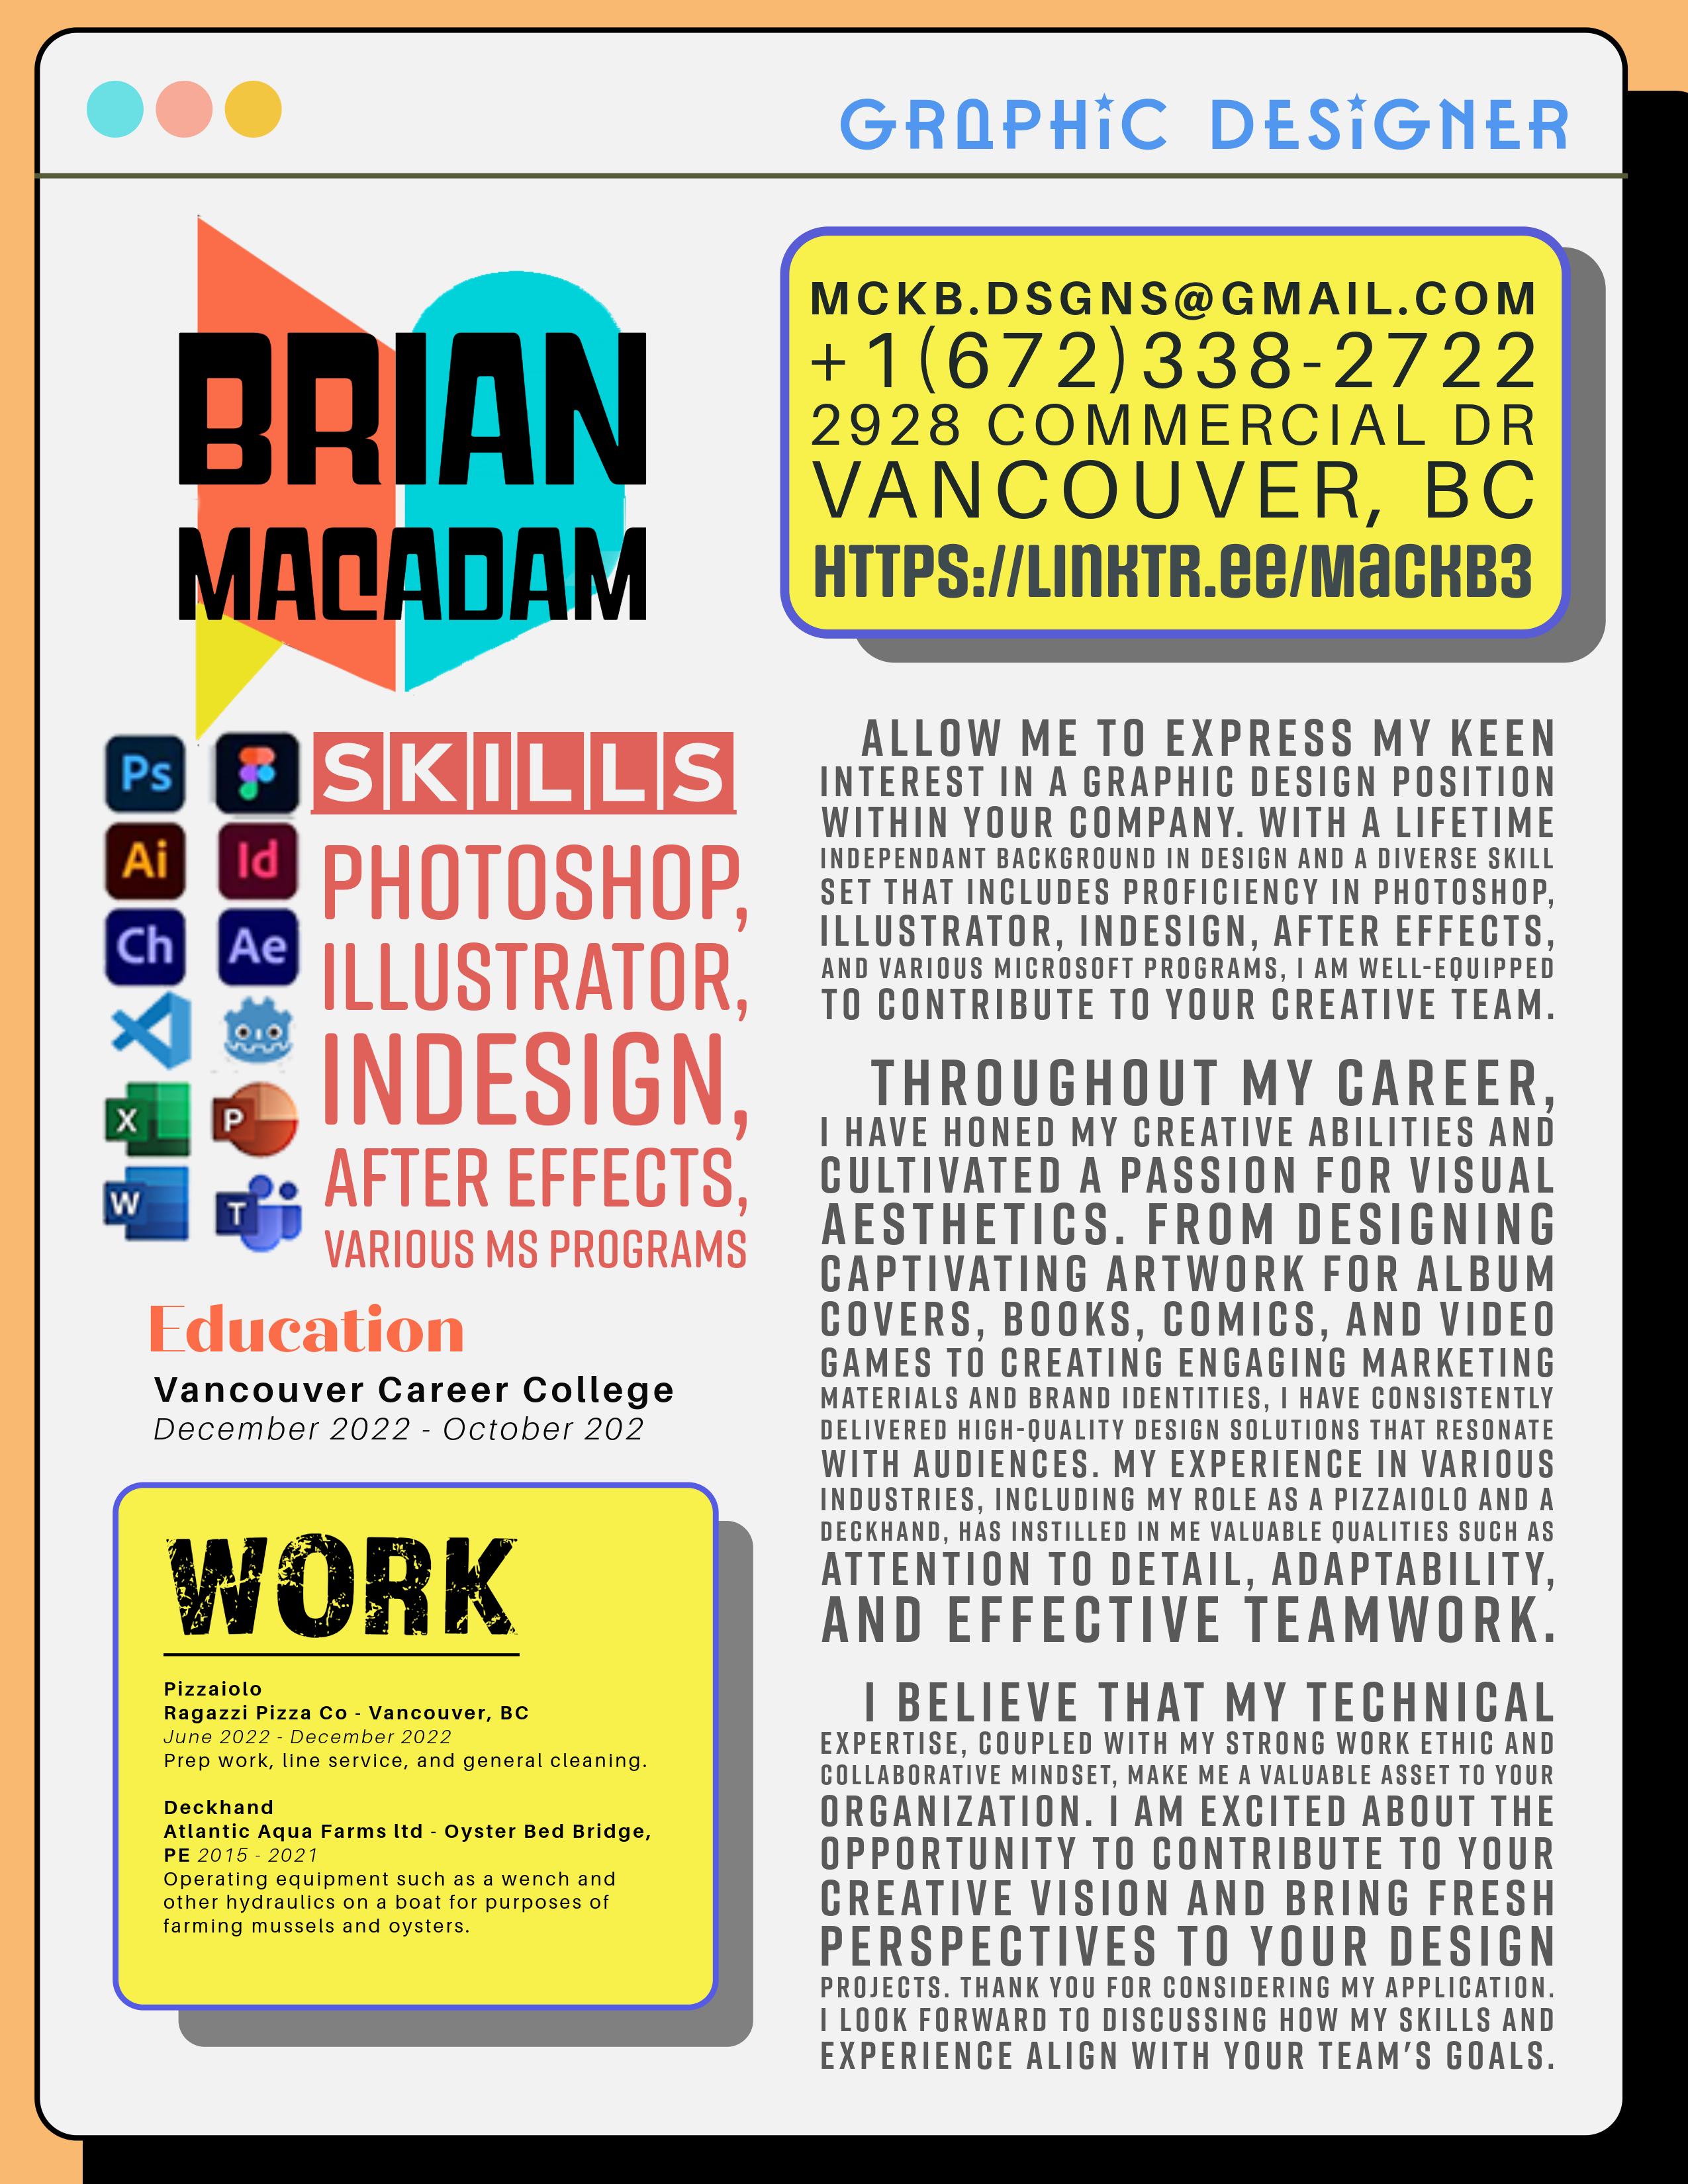 GRAPHiC DESiGNER
BRIAN
MACADAM
MCKB.DSGNS@GMAIL.COM
+1(672)338-2722
2928 COMMERCIAL DR
VANCOUVER, BC
HTTPS://LINKTR.ee/MaCKB3
SKILLS
Ps
Ai
Id
Ch
Ae
X
P
W
T
PHOTOSHOP,
ILLUSTRATOR,
INDESIGN,
AFTER EFFECTS,
VARIOUS MS PROGRAMS
Education
Vancouver Career College
December 2022 - October 202
WORK
Pizzaiolo
Ragazzi Pizza Co - Vancouver, BC
June 2022 - December 2022
Prep work, line service, and general cleaning.
Deckhand
Atlantic Aqua Farms ltd - Oyster Bed Bridge,
PE 2015 - 2021
Operating equipment such as a wench and
other hydraulics on a boat for purposes of
farming mussels and oysters.
ALLOW ME TO EXPRESS MY KEEN
INTEREST IN A GRAPHIC DESIGN POSITION
WITHIN YOUR COMPANY. WITH A LIFETIME
INDEPENDANT BACKGROUND IN DESIGN AND A DIVERSE SKILL
SET THAT INCLUDES PROFICIENCY IN PHOTOSHOP,
ILLUSTRATOR, INDESIGN, AFTER EFFECTS,
AND VARIOUS MICROSOFT PROGRAMS, I AM WELL-EQUIPPED
TO CONTRIBUTE TO YOUR CREATIVE TEAM.
THROUGHOUT MY CAREER,
I HAVE HONED MY CREATIVE ABILITIES AND
CULTIVATED A PASSION FOR VISUAL
AESTHETICS. FROM DESIGNING
CAPTIVATING ARTWORK FOR ALBUM
COVERS, BOOKS, COMICS, AND VIDEO
GAMES TO CREATING ENGAGING MARKETING
MATERIALS AND BRAND IDENTITIES, I HAVE CONSISTENTLY
DELIVERED HIGH-QUALITY DESIGN SOLUTIONS THAT RESONATE
WITH AUDIENCES. MY EXPERIENCE IN VARIOUS
INDUSTRIES, INCLUDING MY ROLE AS A PIZZAIOLO AND A
DECKHAND, HAS INSTILLED IN ME VALUABLE QUALITIES SUCH AS
ATTENTION TO DETAIL, ADAPTABILITY,
AND EFFECTIVE TEAMWORK.
I BELIEVE THAT MY TECHNICAL
EXPERTISE, COUPLED WITH MY STRONG WORK ETHIC AND
COLLABORATIVE MINDSET, MAKE ME A VALUABLE ASSET TO YOUR
ORGANIZATION. I AM EXCITED ABOUT THE
OPPORTUNITY TO CONTRIBUTE TO YOUR
CREATIVE VISION AND BRING FRESH
PERSPECTIVES TO YOUR DESIGN
PROJECTS. THANK YOU FOR CONSIDERING MY APPLICATION.
I LOOK FORWARD TO DISCUSSING HOW MY SKILLS AND
EXPERIENCE ALIGN WITH YOUR TEAM'S GOALS.